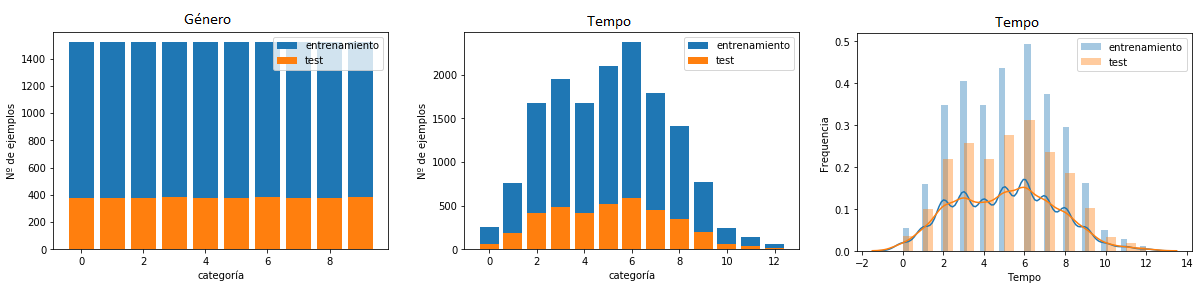 Género
entrenamiento
test
Nº de ejemplos
1400
1200
1000
800
600
400
200
0
0 2 4 6 8
categoría
Tempo
entrenamiento
test
Nº de ejemplos
2000
1500
1000
500
0
0 2 4 6 8 10 12
categoría
Tempo
entrenamiento
test
Frequencia
0.5
0.4
0.3
0.2
0.1
0.0
−2 0 2 4 6 8 10 12 14
Tempo